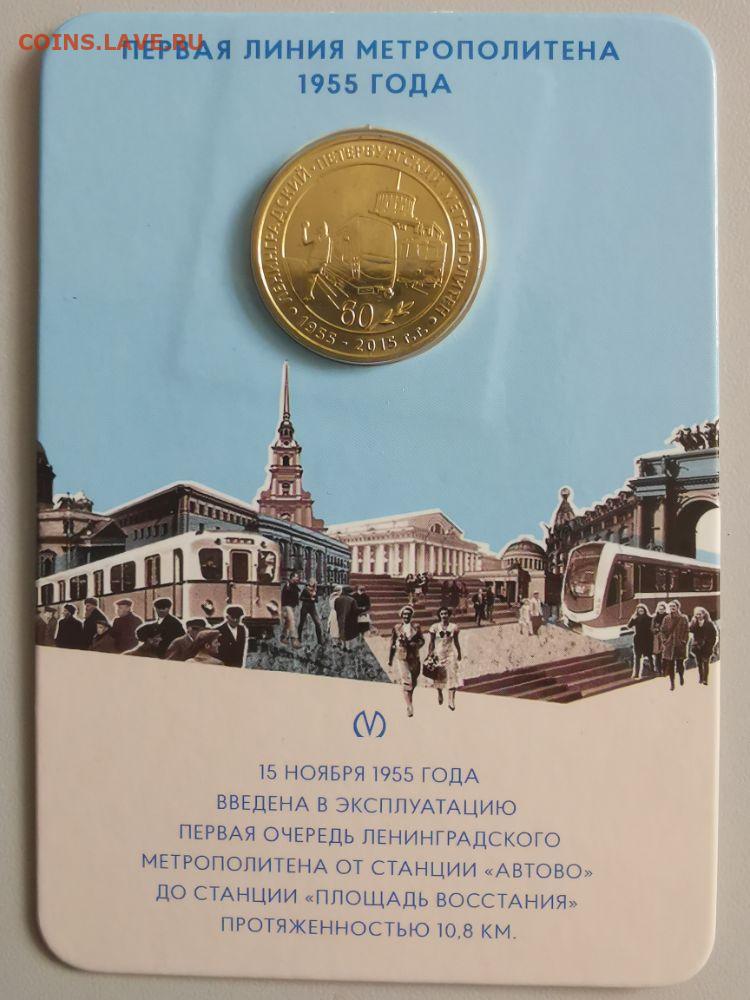 COINS.LAVE.RU
ПЕРВАЯ ЛИНИЯ МЕТРОПОЛИТЕНА
1955 ГОДА
ЛЕНИНГРАДСКИЙ-ПЕТЕРБУРГСКИЙ МЕТРОПОЛИТЕН
60
1955 - 2015 г.г.
15 НОЯБРЯ 1955 ГОДА
ВВЕДЕНА В ЭКСПЛУАТАЦИЮ
ПЕРВАЯ ОЧЕРЕДЬ ЛЕНИНГРАДСКОГО
МЕТРОПОЛИТЕНА ОТ СТАНЦИИ «АВТОВО»
ДО СТАНЦИИ «ПЛОЩАДЬ ВОССТАНИЯ»
ПРОТЯЖЕННОСТЬЮ 10,8 КМ.